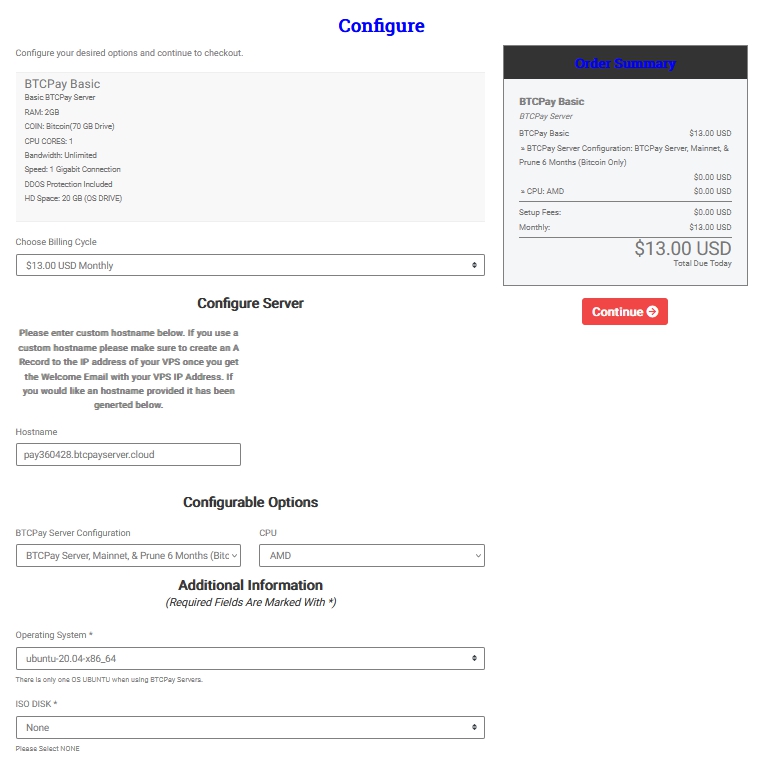 Configure
Configure your desired options and continue to checkout.
BTCPay Basic
Basic BTCPay Server
RAM: 2GB
COIN: Bitcoin(70 GB Drive)
CPU CORES: 1
Bandwidth: Unlimited
Speed: 1 Gigabit Connection
DDOS Protection Included
HD Space: 20 GB (OS DRIVE)
Choose Billing Cycle
$13.00 USD Monthly
Configure Server
Please enter custom hostname below. If you use a
custom hostname please make sure to create an A
Record to the IP address of your VPS once you get
the Welcome Email with your VPS IP Address. If
you would like an hostname provided it has been
generted below.
Hostname
pay360428.btcpayserver.cloud
Configurable Options
BTCPay Server Configuration
BTCPay Server, Mainnet, & Prune 6 Months (Bitc
CPU
AMD
Additional Information
(Required Fields Are Marked With *)
Operating System *
ubuntu-20.04-x86_64
There is only one OS UBUNTU when using BTCPay Servers.
ISO DISK *
None
Please Select NONE
Order Summary
BTCPay Basic
BTCPay Server
BTCPay Basic $13.00 USD
» BTCPay Server Configuration: BTCPay Server, Mainnet, &
Prune 6 Months (Bitcoin Only)
$0.00 USD
» CPU: AMD $0.00 USD
Setup Fees: $0.00 USD
Monthly: $13.00 USD
$13.00 USD
Total Due Today
Continue